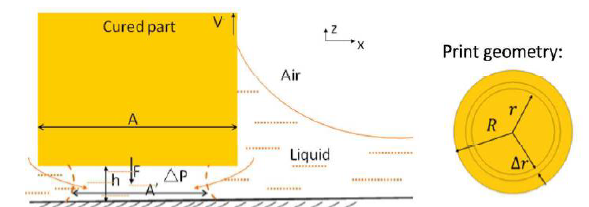 Cured part
V
z
x
Print geometry:
Air
A
r
R
Δr
Liquid
F
h
△P
A'